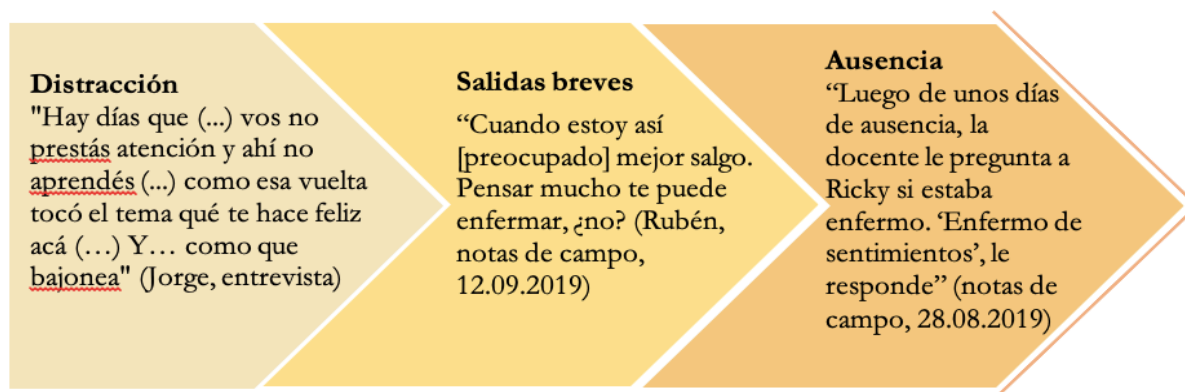 Distracción
"Hay días que (...) vos no
prestás atención y ahí no
aprendés (...) como esa vuelta
tocó el tema qué te hace feliz
acá (...) Y... como que
bajonea" (Jorge, entrevista)
Salidas breves
“Cuando estoy así
[preocupado] mejor salgo.
Pensar mucho te puede
enfermar, ¿no? (Rubén,
notas de campo,
12.09.2019)
Ausencia
“Luego de unos días
de ausencia, la
docente le pregunta a
Ricky si estaba
enfermo. ‘Enfermo de
sentimientos’, le
responde” (notas de
campo, 28.08.2019)